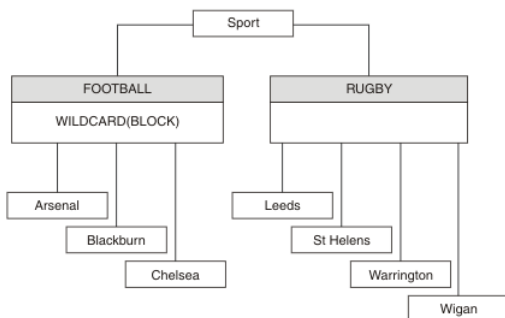 Sport
FOOTBALL
RUGBY
WILDCARD(BLOCK)
Arsenal
Leeds
Blackburn
St Helens
Chelsea
Warrington
Wigan